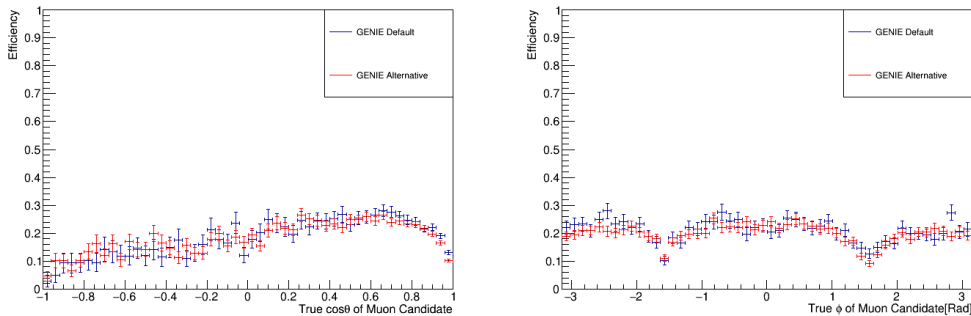 Efficiency
1
0.9
0.8
0.7
0.6
0.5
0.4
0.3
0.2
0.1
0
GENIE Default
GENIE Alternative
−1 −0.8 −0.6 −0.4 −0.2 0 0.2 0.4 0.6 0.8 1
True cosθ of Muon Candidate
Efficiency
1
0.9
0.8
0.7
0.6
0.5
0.4
0.3
0.2
0.1
0
GENIE Default
GENIE Alternative
−3 −2 −1 0 1 2 3
True ϕ of Muon Candidate[Rad]